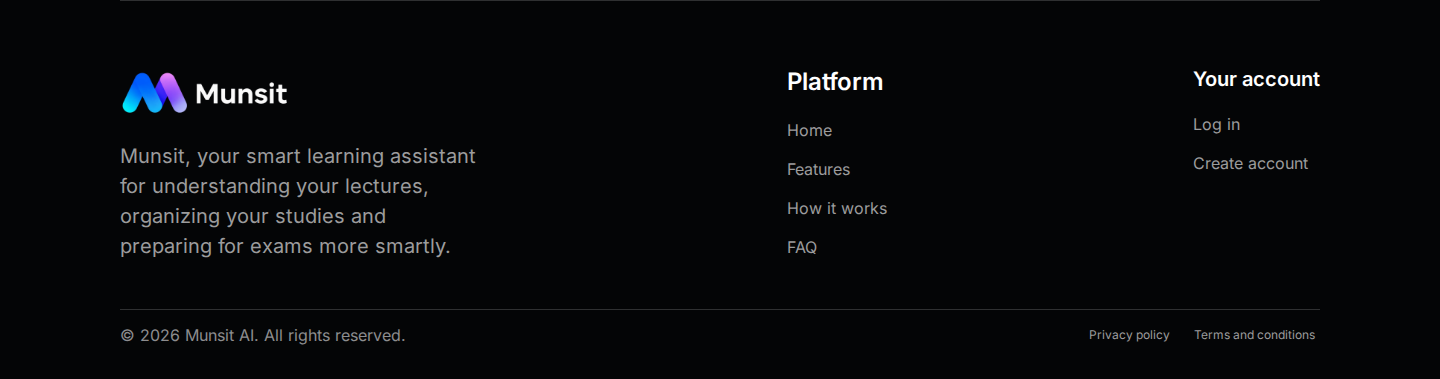 Munsit
Munsit, your smart learning assistant
for understanding your lectures,
organizing your studies and
preparing for exams more smartly.
Platform
Home
Features
How it works
FAQ
Your account
Log in
Create account
© 2026 Munsit AI. All rights reserved.
Privacy policy
Terms and conditions